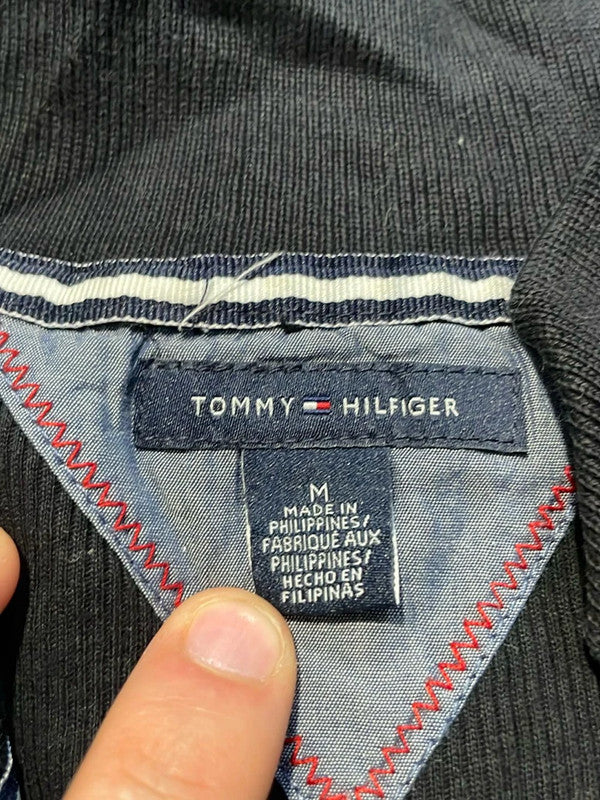 TOMMY HILFIGER
M
MADE IN
PHILIPPINES/
FABRIQUÉ AUX
PHILIPPINES/
HECHO EN
FILIPINAS